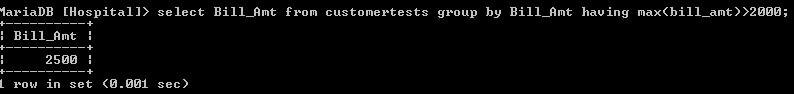 MariaDB [Hospital]> select Bill_Amt from customertests group by Bill_Amt having max(bill_amt)>2000;
+----------+
| Bill_Amt |
+----------+
|     2500 |
+----------+
1 row in set (0.001 sec)